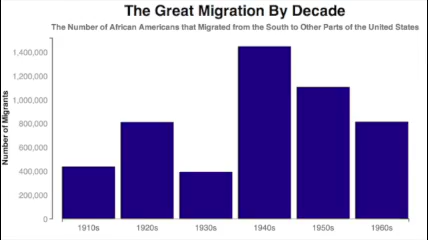 The Great Migration By Decade
The Number of African Americans that Migrated from the South to Other Parts of the United States
Number of Migrants
1,400,000
1,200,000
1,000,000
800,000
600,000
400,000
200,000
0
1910s 1920s 1930s 1940s 1950s 1960s